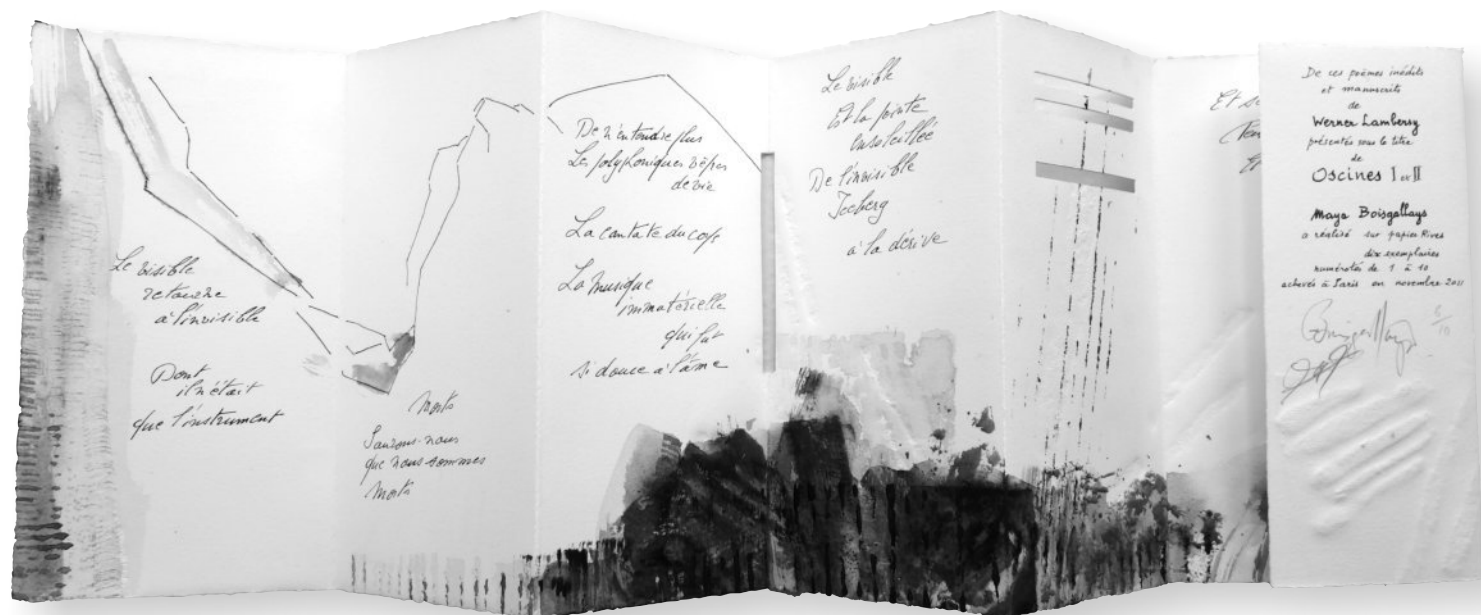 Le visible
retourne
à l'invisible
Dont
il n'était
que l'instrument
Morts
Saurons-nous
que nous sommes
Morts
De n'entendre plus
Les polyphoniques vêpres
de vie
La cantate du corps
La musique
immatérielle
qui fut
si douce à l'âme
Le visible
Est la pointe
ensoleillée
De l'invisible
Iceberg
à la dérive
Et
De ces poèmes inédits
et manuscrits
de
Werner Lambersy
présentés sous le titre
de
Oscines I et II
Maya Boisgallays
a réalisé sur papier Rives
dix exemplaires
numérotés de 1 à 10
achevés à Paris en novembre 2011
/10